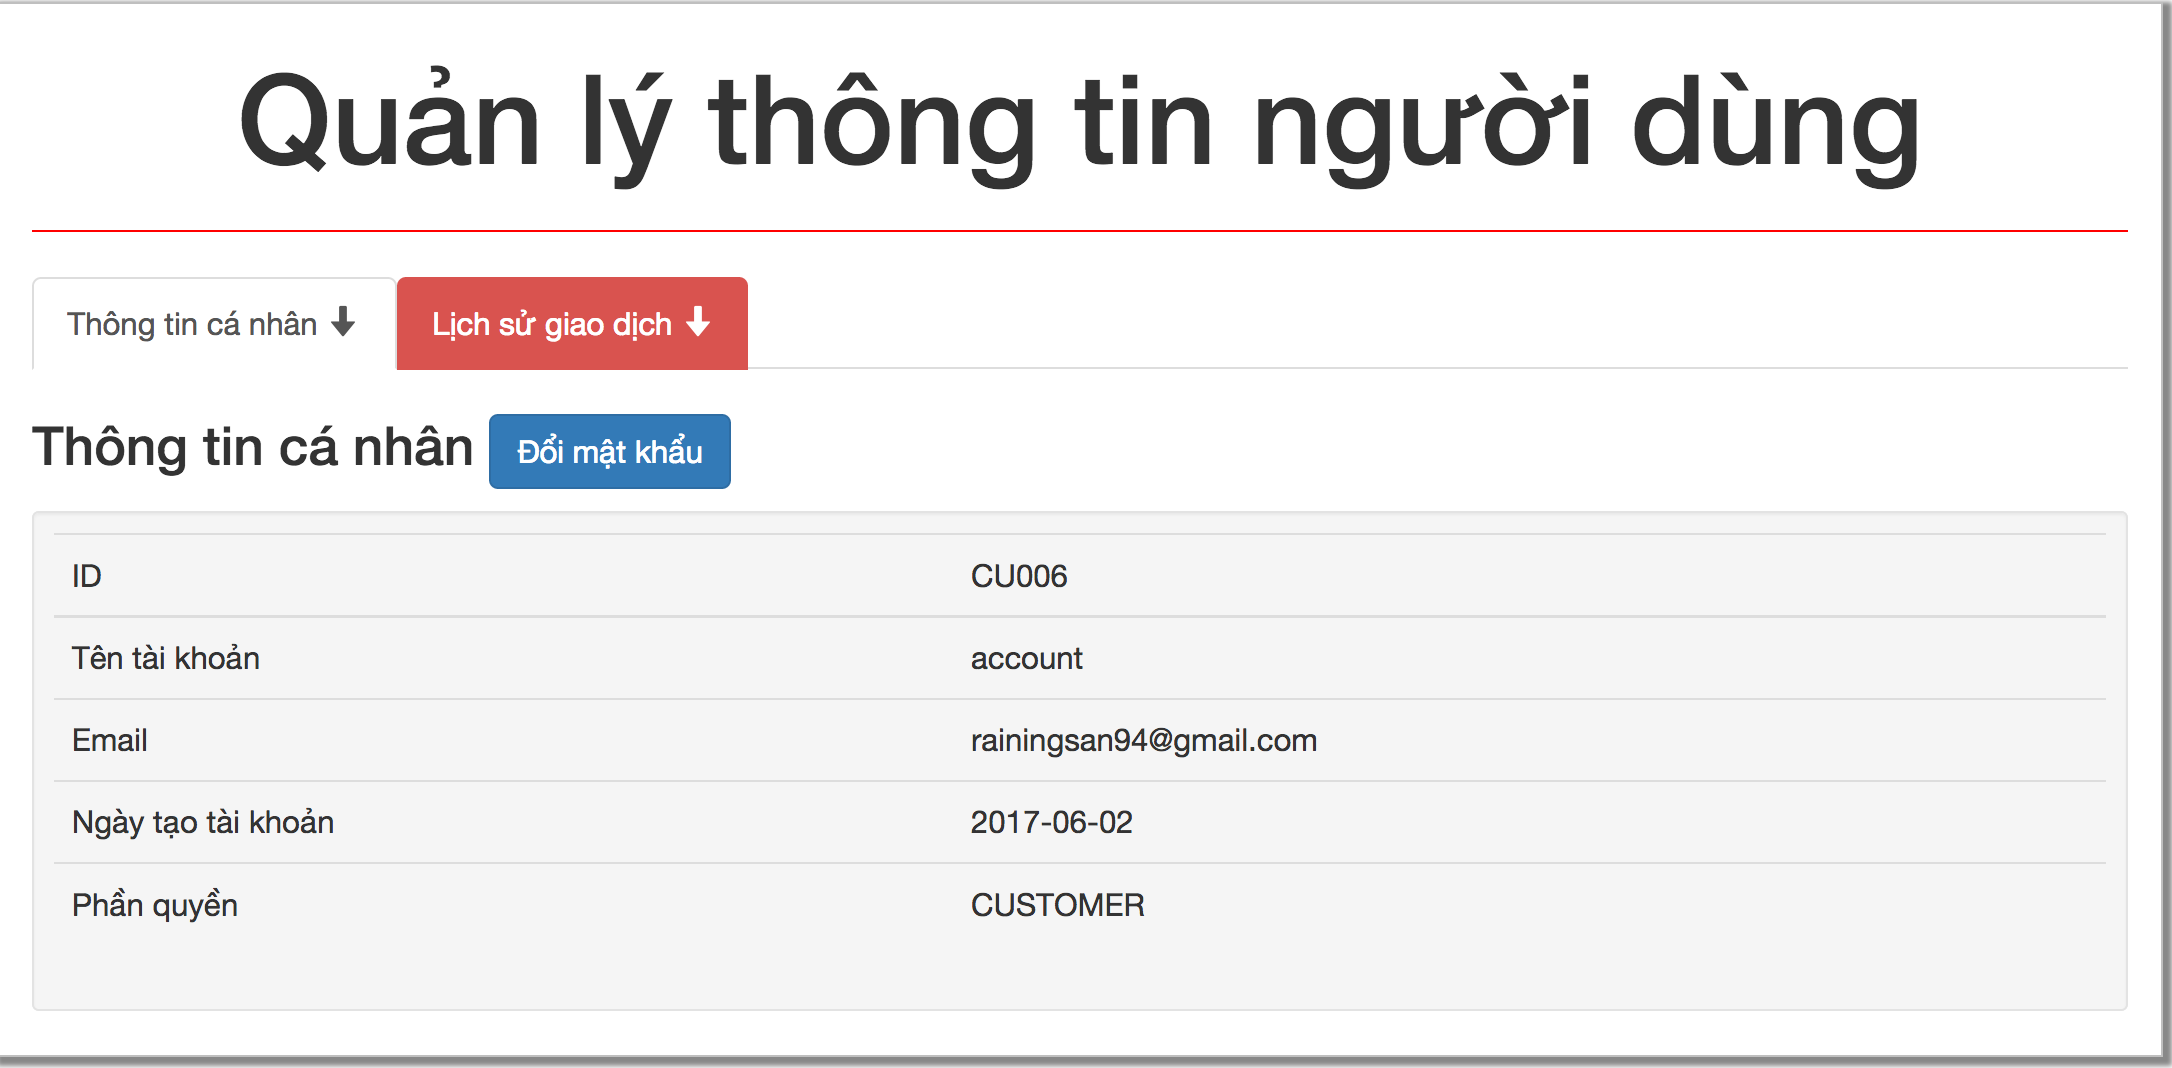 Quản lý thông tin người dùng
Thông tin cá nhân
Lịch sử giao dịch
Thông tin cá nhân
Đổi mật khẩu
ID CU006
Tên tài khoản account
Email rainingsan94@gmail.com
Ngày tạo tài khoản 2017-06-02
Phần quyền CUSTOMER